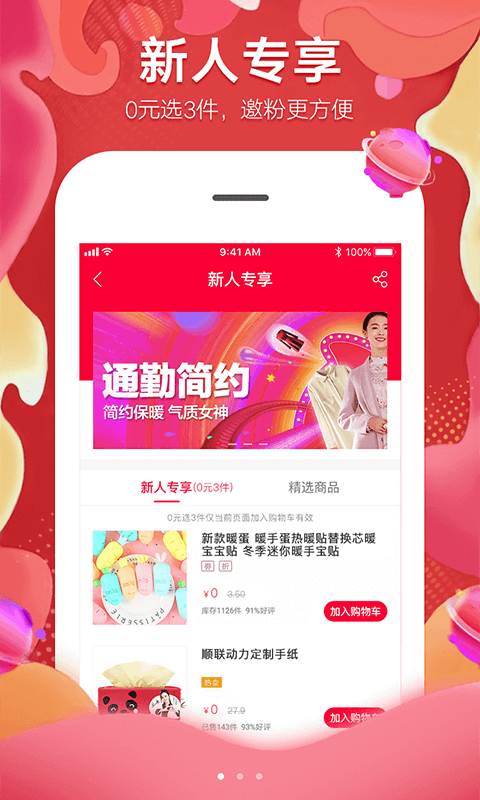 新人专享
0元选3件，邀粉更方便
9:41 AM
100%
新人专享
通勤简约
简约保暖 气质女神
新人专享(0元3件)
精选商品
0元选3件仅当前页面加入购物车有效
新款暖蛋 暖手蛋热暖贴替换芯暖
宝宝贴 冬季迷你暖手宝贴
券 折
¥0 3.50
库存1126件 91%好评
加入购物车
PATISSERIE
顺联动力定制手纸
热卖
¥0 27.9
已售143件 93%好评
加入购物车